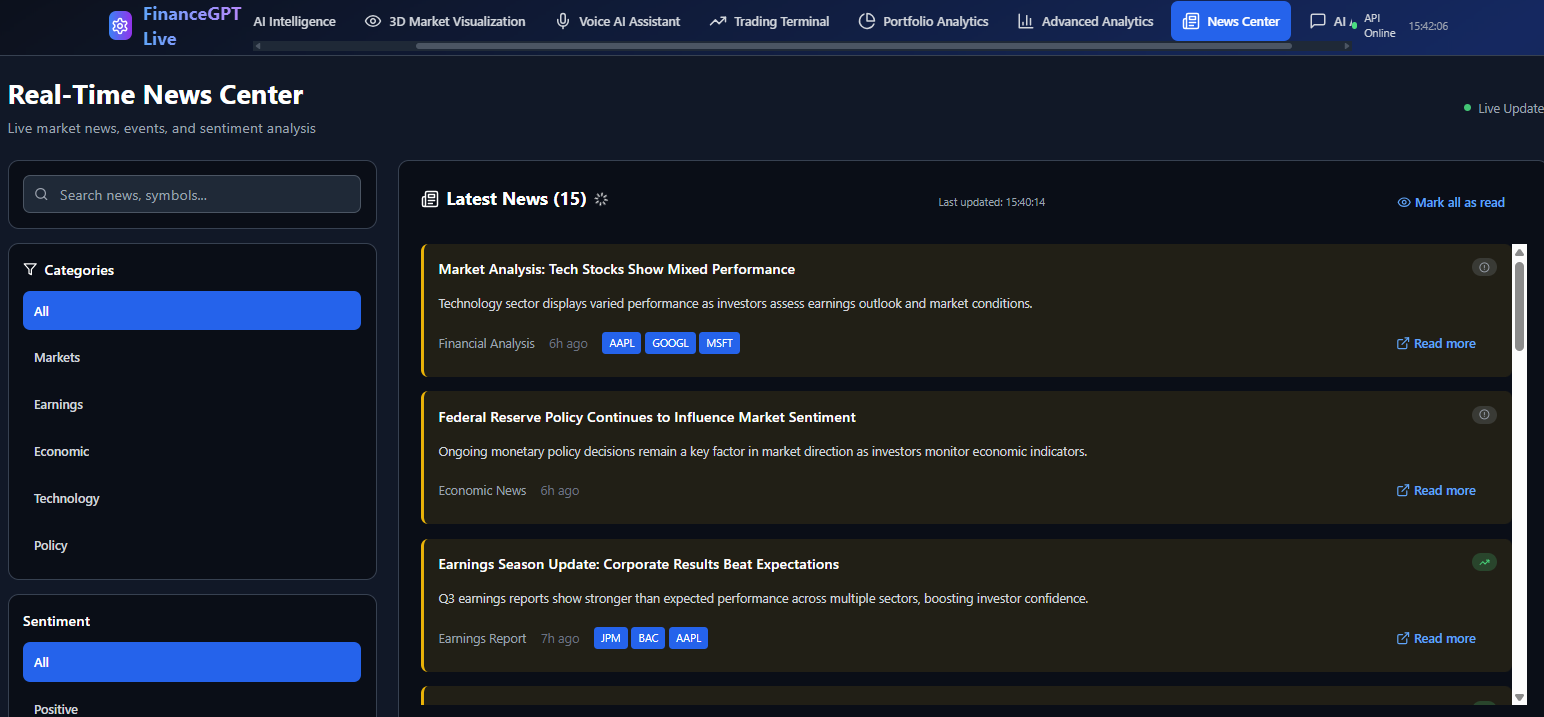 FinanceGPT
Live
AI Intelligence
3D Market Visualization
Voice AI Assistant
Trading Terminal
Portfolio Analytics
Advanced Analytics
News Center
AI
API
Online
15:42:06
Real-Time News Center
Live market news, events, and sentiment analysis
Live Update
Search news, symbols...
Categories
All
Markets
Earnings
Economic
Technology
Policy
Sentiment
All
Positive
Latest News (15)
Last updated: 15:40:14
Mark all as read
Market Analysis: Tech Stocks Show Mixed Performance
Technology sector displays varied performance as investors assess earnings outlook and market conditions.
Financial Analysis 6h ago AAPL GOOGL MSFT
Read more
Federal Reserve Policy Continues to Influence Market Sentiment
Ongoing monetary policy decisions remain a key factor in market direction as investors monitor economic indicators.
Economic News 6h ago
Read more
Earnings Season Update: Corporate Results Beat Expectations
Q3 earnings reports show stronger than expected performance across multiple sectors, boosting investor confidence.
Earnings Report 7h ago JPM BAC AAPL
Read more